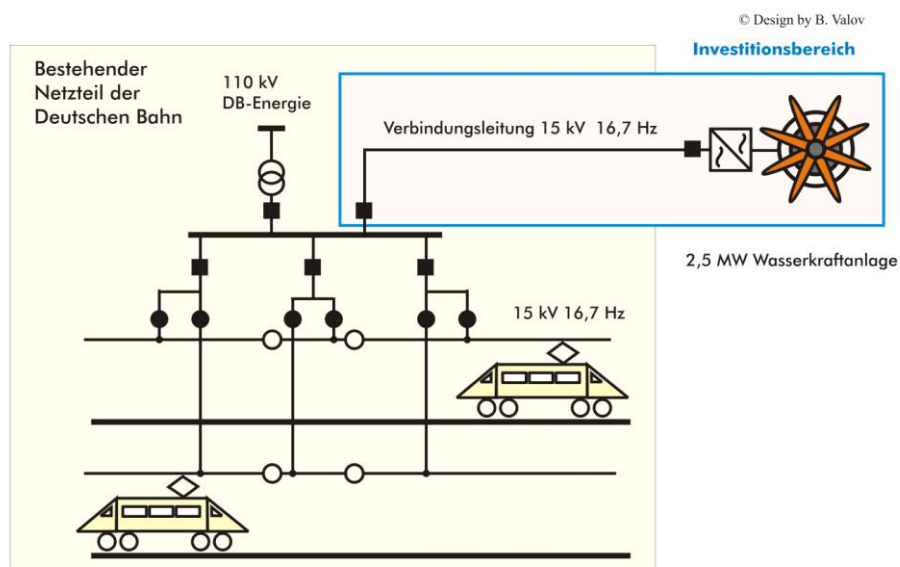 © Design by B. Valov
Investitionsbereich
Bestehender
Netzteil der
Deutschen Bahn
110 kV
DB-Energie
Verbindungsleitung 15 kV 16,7 Hz
2,5 MW Wasserkraftanlage
15 kV 16,7 Hz